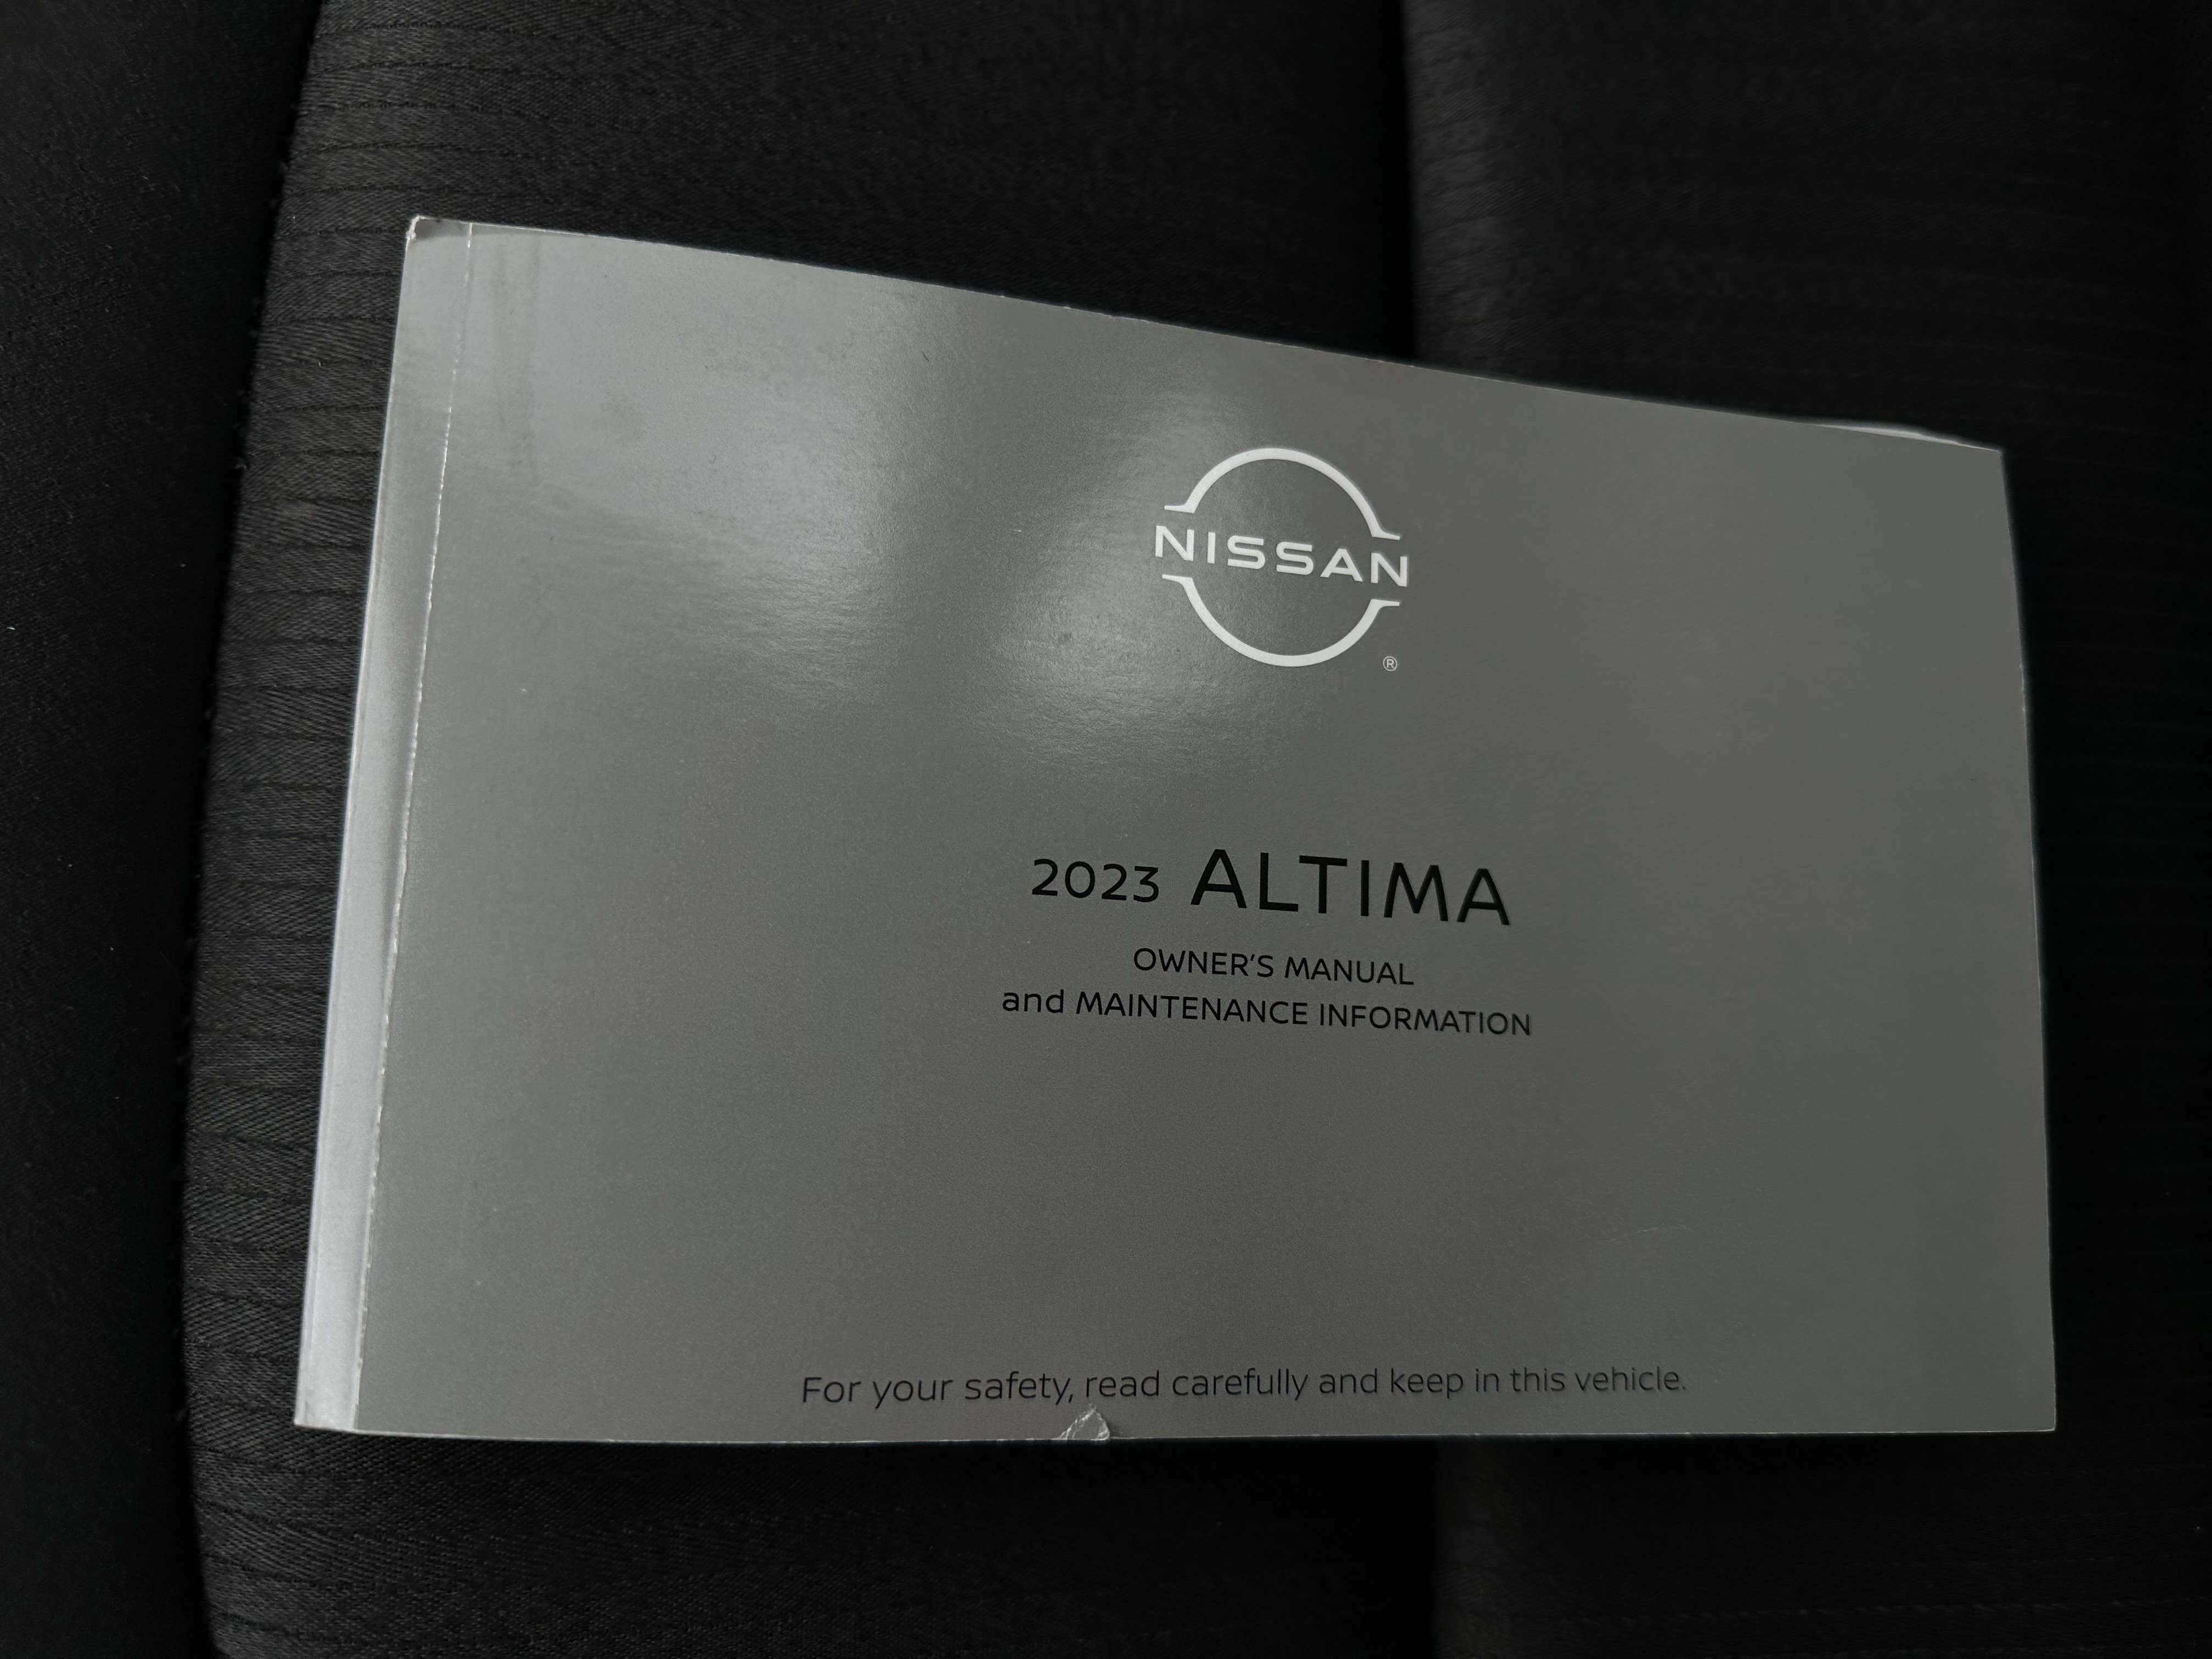 NISSAN
®
2023 ALTIMA
OWNER'S MANUAL
and MAINTENANCE INFORMATION
For your safety, read carefully and keep in this vehicle.